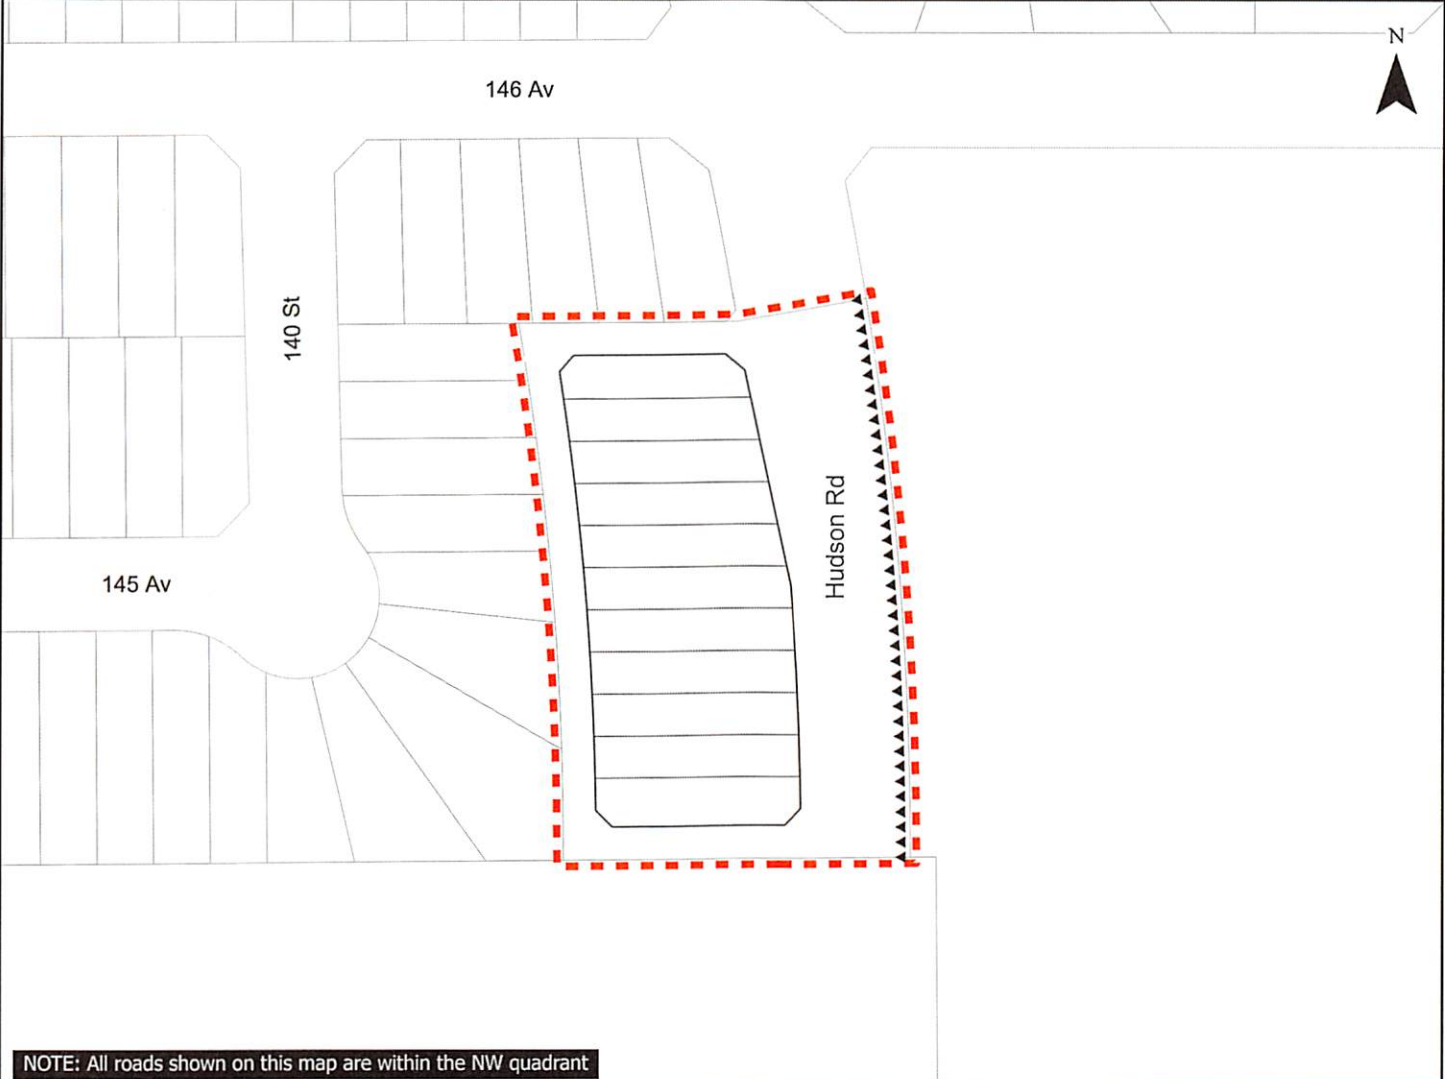 N
146 Av
140 St
Hudson Rd
145 Av
NOTE: All roads shown on this map are within the NW quadrant